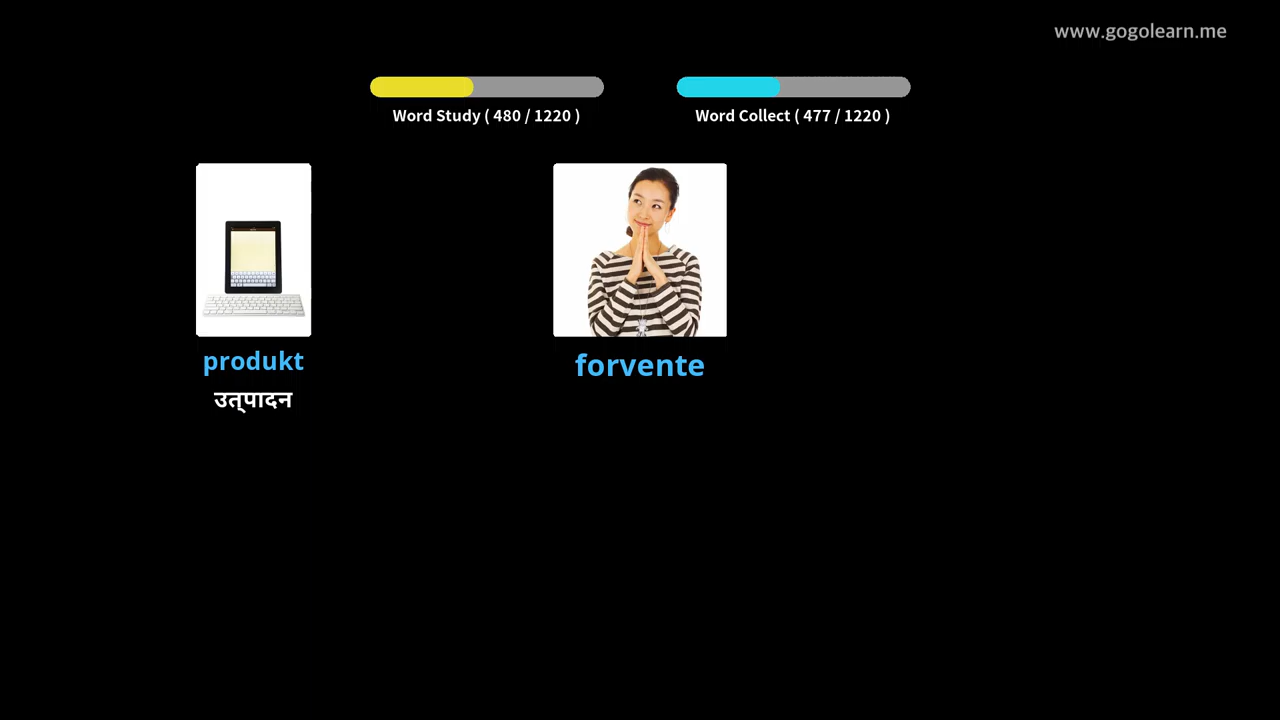 www.gogolearn.me
Word Study ( 480 / 1220 )
Word Collect ( 477 / 1220 )
produkt
उत्‌पादन
forvente